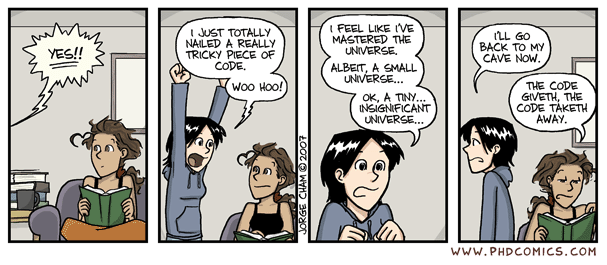 YES!!
I JUST TOTALLY
NAILED A REALLY
TRICKY PIECE OF
CODE.
WOO HOO!
JORGE CHAM © 2007
I FEEL LIKE I'VE
MASTERED THE
UNIVERSE.
ALBEIT, A SMALL
UNIVERSE...
OK, A TINY...
INSIGNIFICANT
UNIVERSE...
I'LL GO
BACK TO MY
CAVE NOW.
THE CODE
GIVETH, THE
CODE TAKETH
AWAY.
WWW.PHDCOMICS.COM